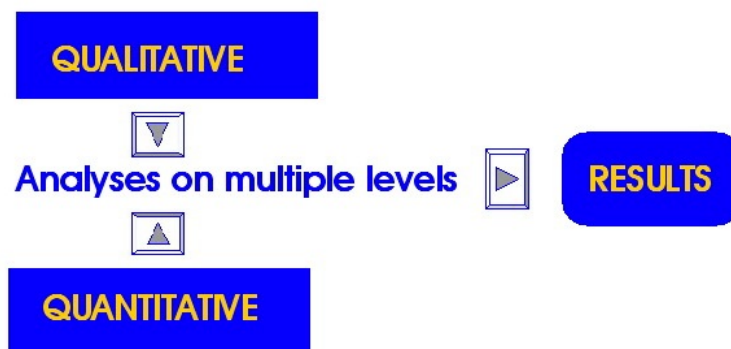 QUALITATIVE
Analyses on multiple levels
RESULTS
QUANTITATIVE